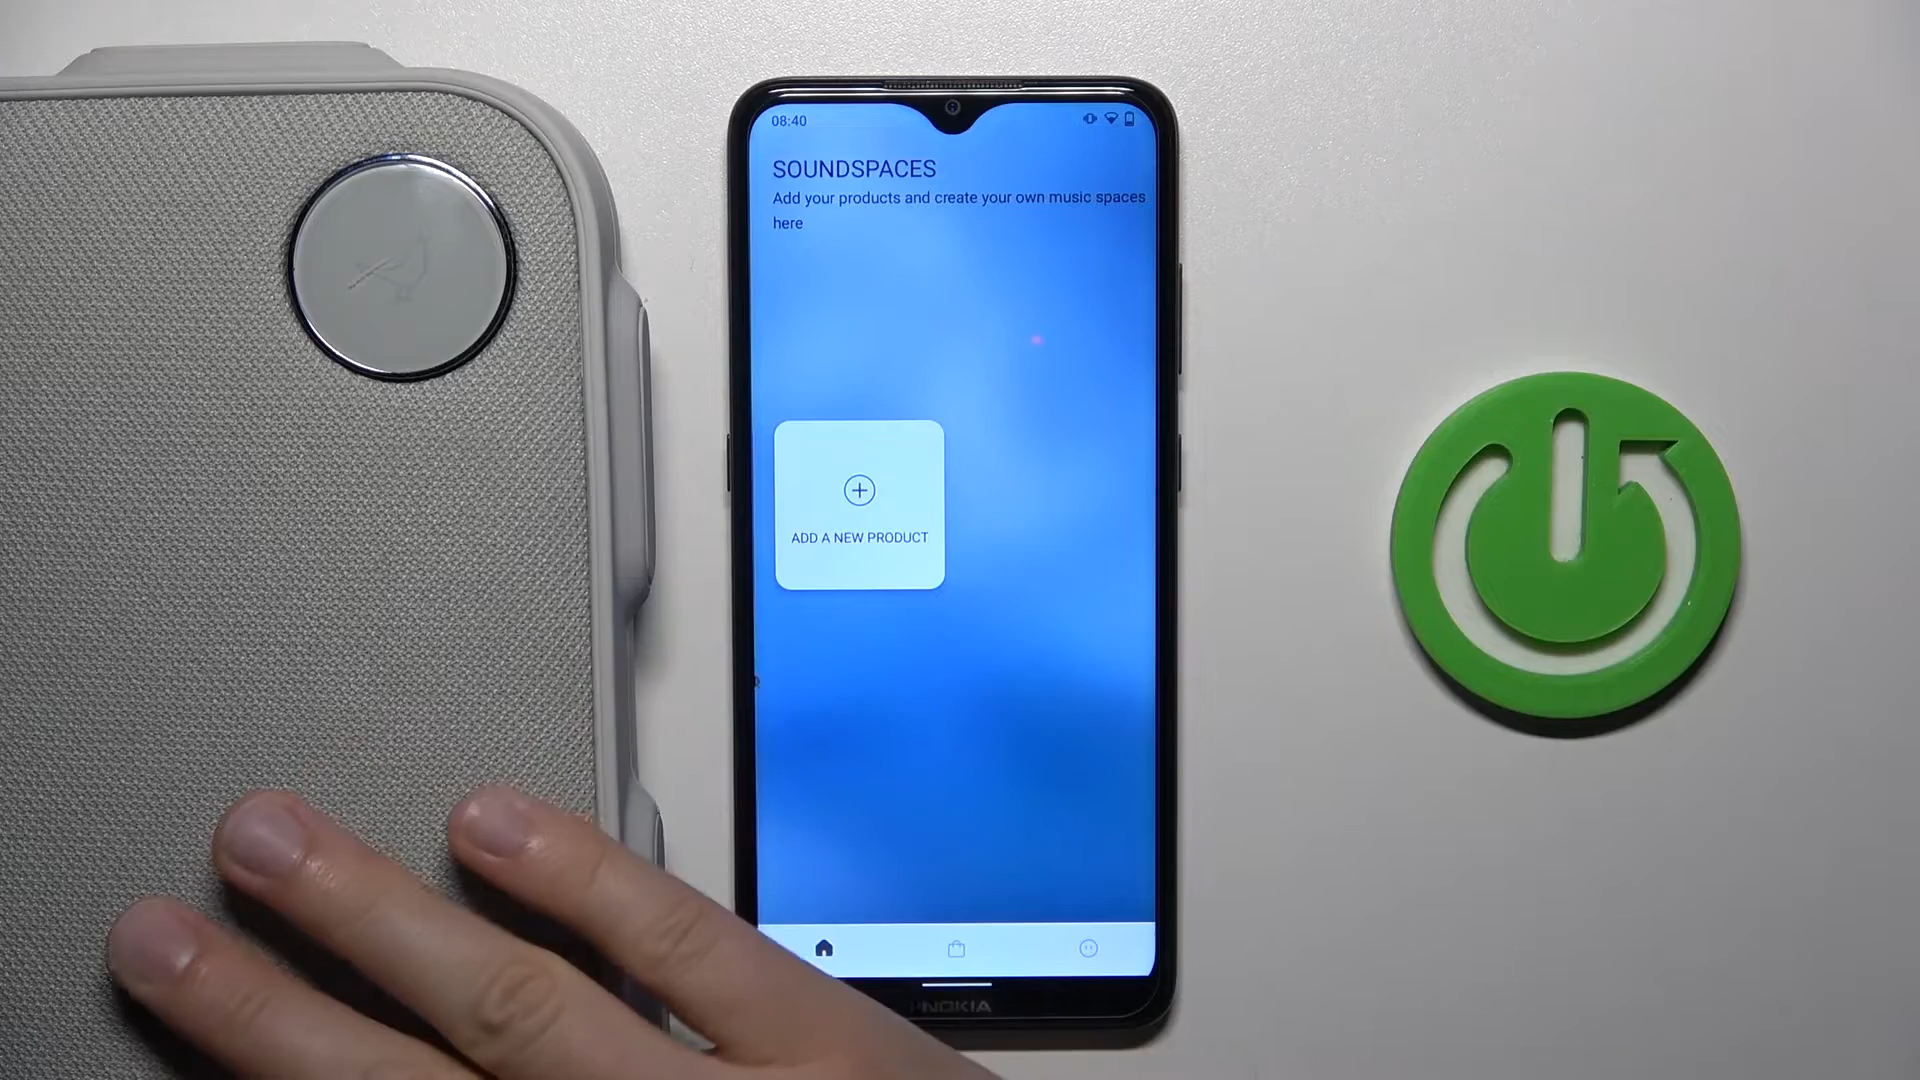 08:40
SOUNDSPACES
Add your products and create your own music spaces
here
ADD A NEW PRODUCT
NOKIA